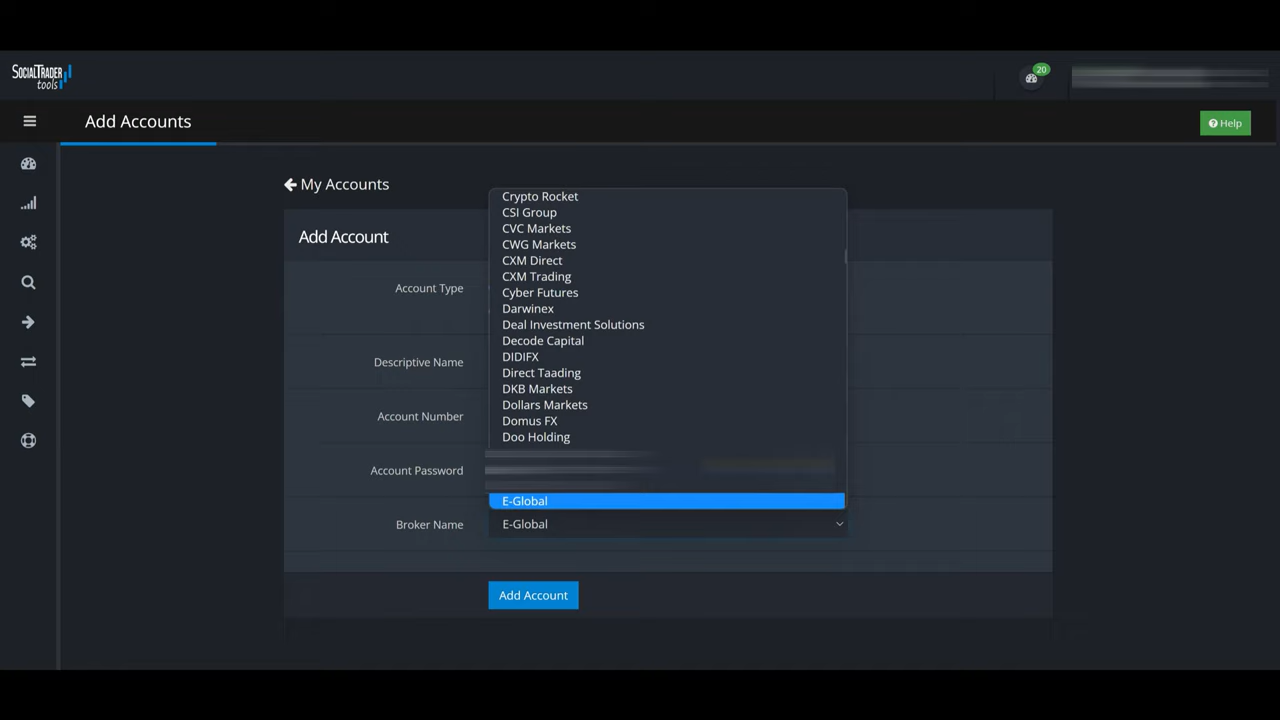 SOCIALTRADER
tools
20
Add Accounts
Help
My Accounts
Add Account
Account Type
Descriptive Name
Account Number
Account Password
Broker Name
Crypto Rocket
CSI Group
CVC Markets
CWG Markets
CXM Direct
CXM Trading
Cyber Futures
Darwinex
Deal Investment Solutions
Decode Capital
DIDIFX
Direct Taading
DKB Markets
Dollars Markets
Domus FX
Doo Holding
E-Global
E-Global
Add Account